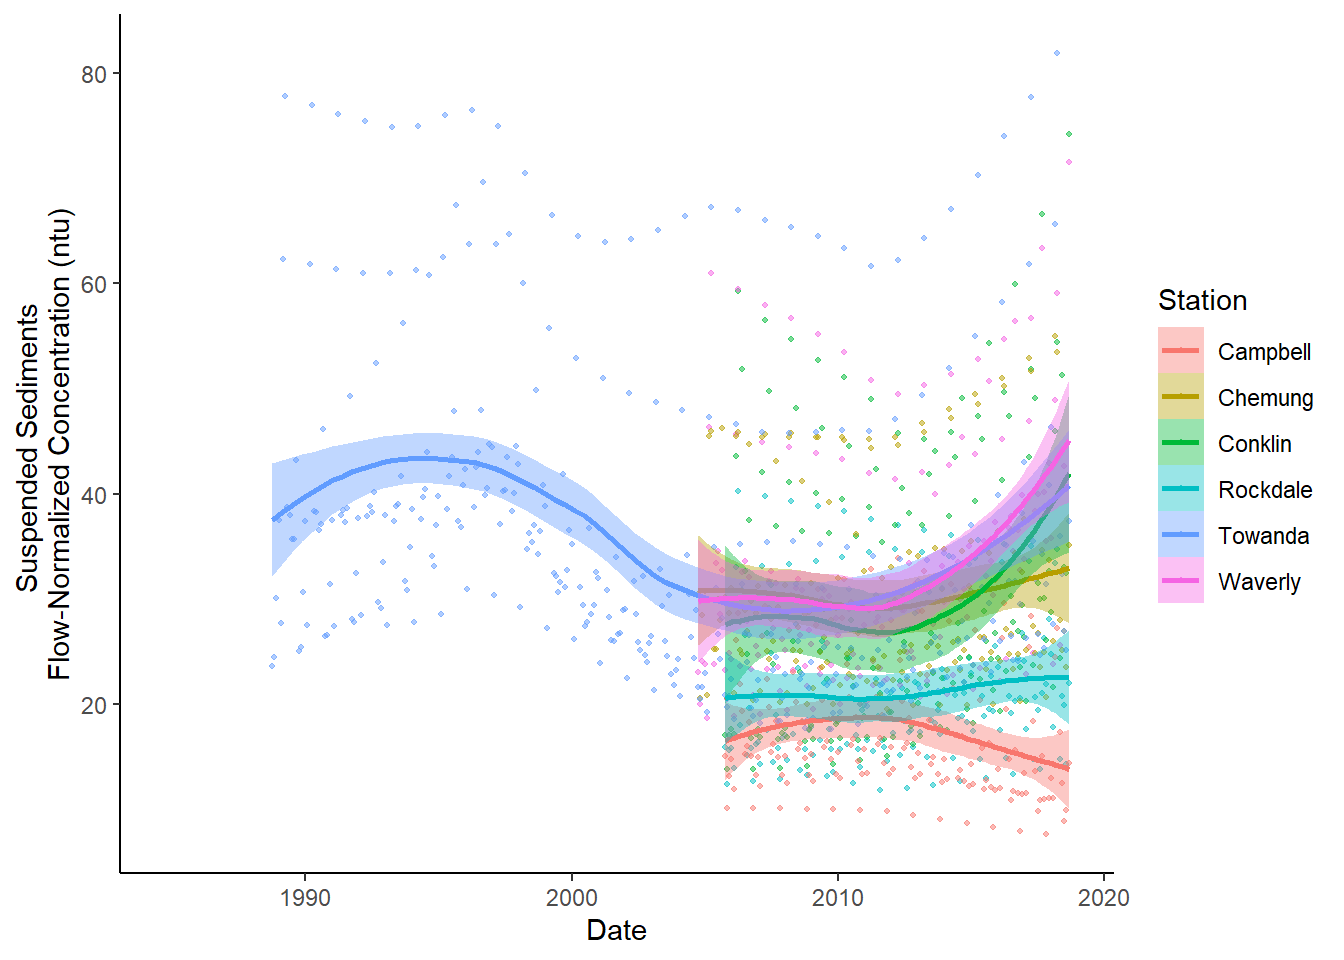 80
60
40
20
Suspended Sediments
Flow-Normalized Concentration (ntu)
1990
2000
2010
2020
Date
Station
Campbell
Chemung
Conklin
Rockdale
Towanda
Waverly